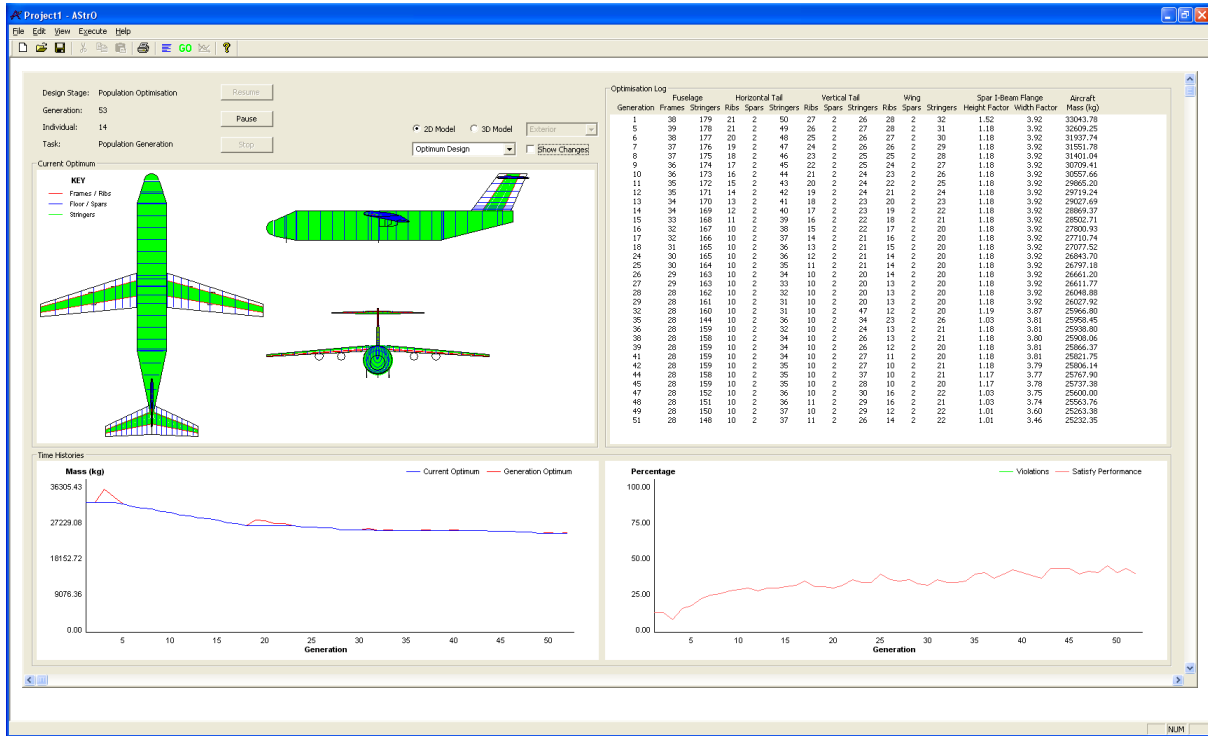 Project1 - AStrO
File Edit View Execute Help
GO
Design Stage: Population Optimisation
Resume
Generation: 53
Pause
Individual: 14
Task: Population Generation
Stop
2D Model 3D Model Exterior
Optimum Design Show Changes
Current Optimum
KEY
Frames / Ribs
Floor / Spars
Stringers
Optimisation Log
Fuselage Horizontal Tail Vertical Tail Wing Spar I-Beam Flange Aircraft
Generation Frames Stringers Ribs Spars Stringers Ribs Spars Stringers Ribs Spars Stringers Height Factor Width Factor Mass (kg)
1 38 179 21 2 50 27 2 26 28 2 32 1.52 3.92 33043.78
5 39 178 21 2 49 26 2 27 28 2 31 1.18 3.92 32609.25
6 38 177 20 2 48 25 2 26 27 2 30 1.18 3.92 31937.74
7 37 176 19 2 47 24 2 26 26 2 29 1.18 3.92 31551.78
8 37 175 18 2 46 23 2 25 25 2 28 1.18 3.92 31401.04
9 36 174 17 2 45 22 2 25 24 2 27 1.18 3.92 30709.41
10 36 173 16 2 44 21 2 24 23 2 26 1.18 3.92 30557.66
11 35 172 15 2 43 20 2 24 22 2 25 1.18 3.92 29865.20
12 35 171 14 2 42 19 2 24 21 2 24 1.18 3.92 29719.24
13 34 170 13 2 41 18 2 23 20 2 23 1.18 3.92 29027.69
14 34 169 12 2 40 17 2 23 19 2 22 1.18 3.92 28869.37
15 33 168 11 2 39 16 2 22 18 2 21 1.18 3.92 28502.71
16 32 167 10 2 38 15 2 22 17 2 20 1.18 3.92 27800.93
17 32 166 10 2 37 14 2 21 16 2 20 1.18 3.92 27710.74
18 31 165 10 2 36 13 2 21 15 2 20 1.18 3.92 27077.52
24 30 165 10 2 36 12 2 21 14 2 20 1.18 3.92 26843.70
25 30 164 10 2 35 11 2 21 14 2 20 1.18 3.92 26797.18
26 29 163 10 2 34 10 2 20 14 2 20 1.18 3.92 26661.20
27 29 163 10 2 33 10 2 20 13 2 20 1.18 3.92 26611.77
28 28 162 10 2 32 10 2 20 13 2 20 1.18 3.92 26048.88
29 28 161 10 2 31 10 2 20 13 2 20 1.18 3.92 26027.92
32 28 160 10 2 31 10 2 47 12 2 20 1.19 3.87 25966.80
35 28 144 10 2 36 10 2 34 23 2 26 1.03 3.81 25958.45
36 28 159 10 2 32 10 2 24 13 2 21 1.18 3.81 25938.80
38 28 158 10 2 34 10 2 26 13 2 21 1.18 3.80 25908.06
39 28 159 10 2 34 10 2 26 12 2 20 1.18 3.81 25866.37
41 28 159 10 2 34 10 2 27 11 2 20 1.18 3.81 25821.75
42 28 159 10 2 35 10 2 27 10 2 21 1.18 3.79 25806.14
44 28 158 10 2 35 10 2 37 10 2 21 1.17 3.77 25767.90
45 28 159 10 2 35 10 2 28 10 2 20 1.17 3.78 25737.38
47 28 152 10 2 36 10 2 30 16 2 22 1.03 3.75 25600.00
48 28 151 10 2 36 11 2 29 16 2 21 1.03 3.74 25563.76
49 28 150 10 2 37 10 2 29 12 2 22 1.01 3.60 25263.38
51 28 148 10 2 37 11 2 26 14 2 22 1.01 3.46 25232.35
Time Histories
Mass (kg) Current Optimum Generation Optimum
36305.43
27229.08
18152.72
9076.36
0.00
5 10 15 20 25 30 35 40 45 50
Generation
Percentage Violations Satisfy Performance
100.00
75.00
50.00
25.00
0.00
5 10 15 20 25 30 35 40 45 50
Generation
NUM